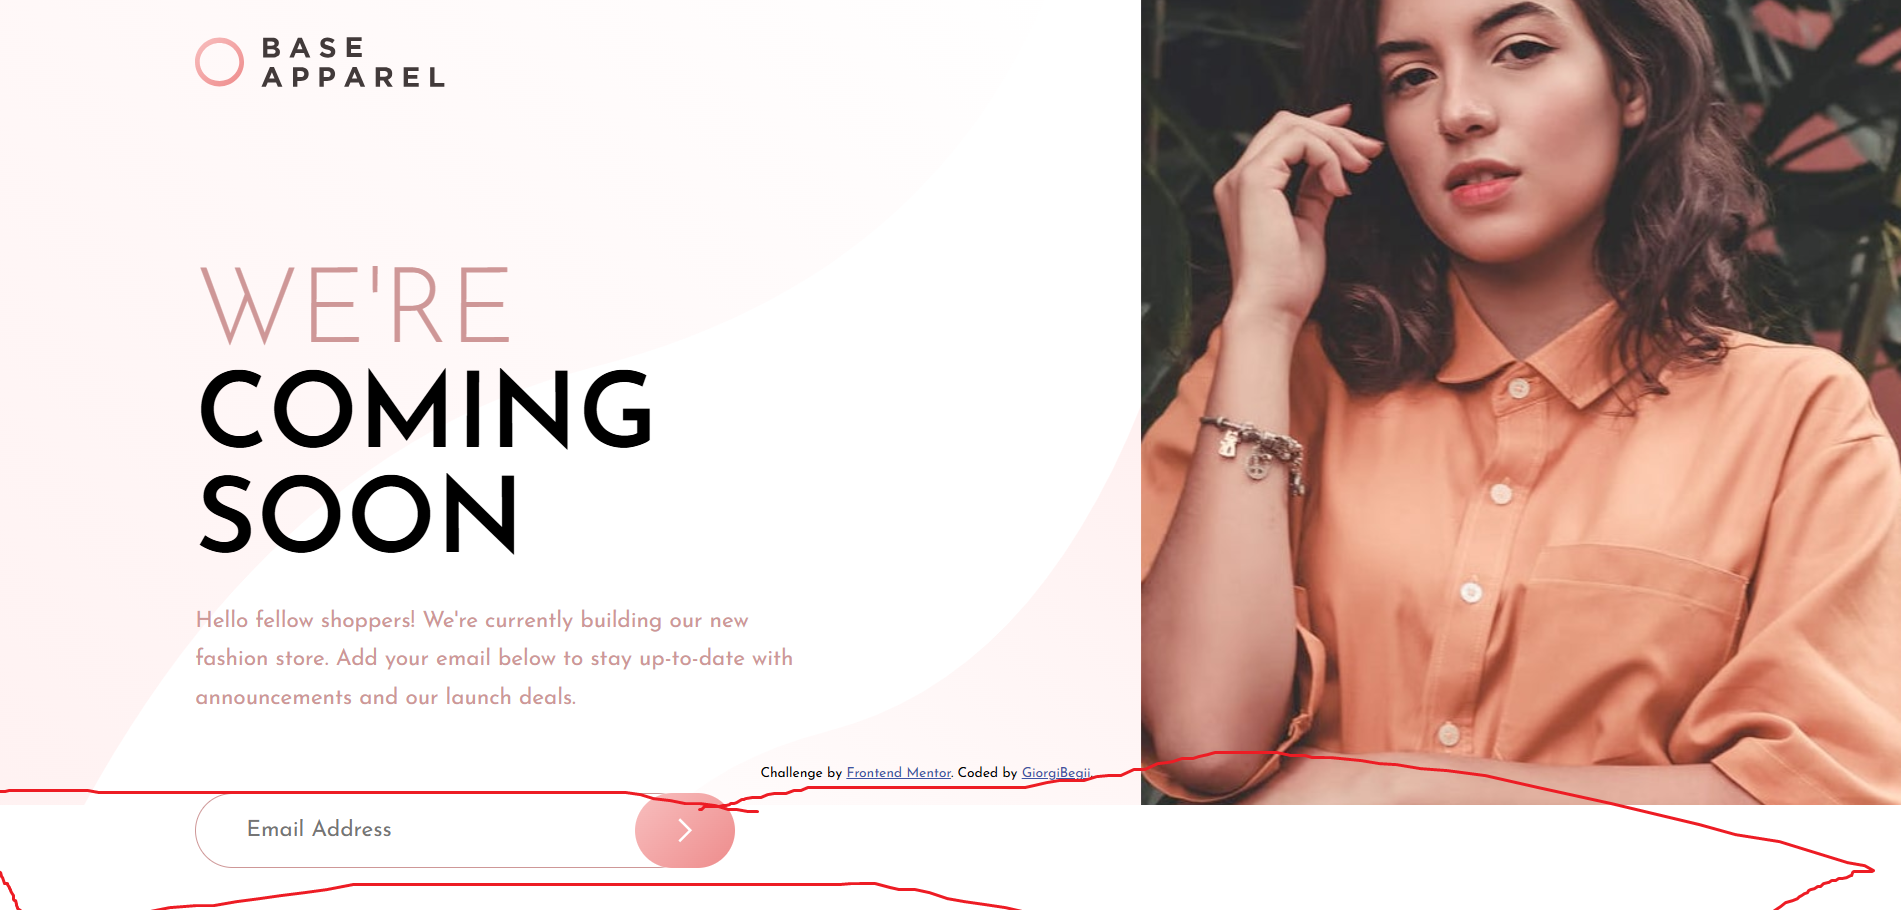 BASE
APPAREL
WE'RE
COMING
SOON
Hello fellow shoppers! We're currently building our new
fashion store. Add your email below to stay up-to-date with
announcements and our launch deals.
Challenge by Frontend Mentor. Coded by GiorgiBegii.
Email Address